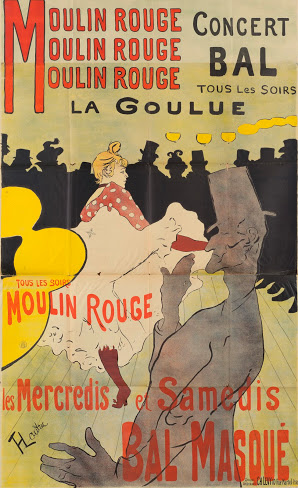 MOULIN ROUGE CONCERT
MOULIN ROUGE BAL
MOULIN ROUGE TOUS Les SOIRS
LA GOULUE
TOUS LES SOIRS
MOULIN ROUGE
les Mercredis et Samedis
BAL MASQUÉ